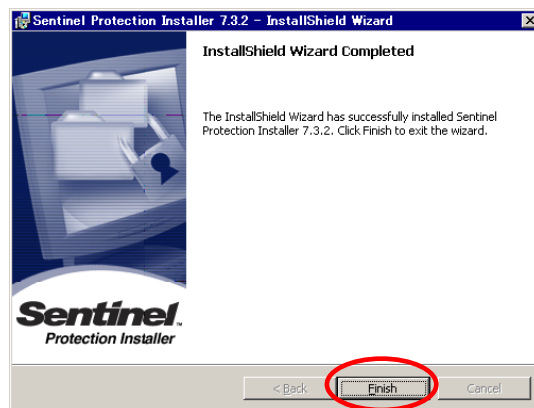 Sentinel Protection Installer 7.3.2 - InstallShield Wizard
InstallShield Wizard Completed
The InstallShield Wizard has successfully installed Sentinel
Protection Installer 7.3.2. Click Finish to exit the wizard.
Sentinel
Protection Installer
< Back
Finish
Cancel